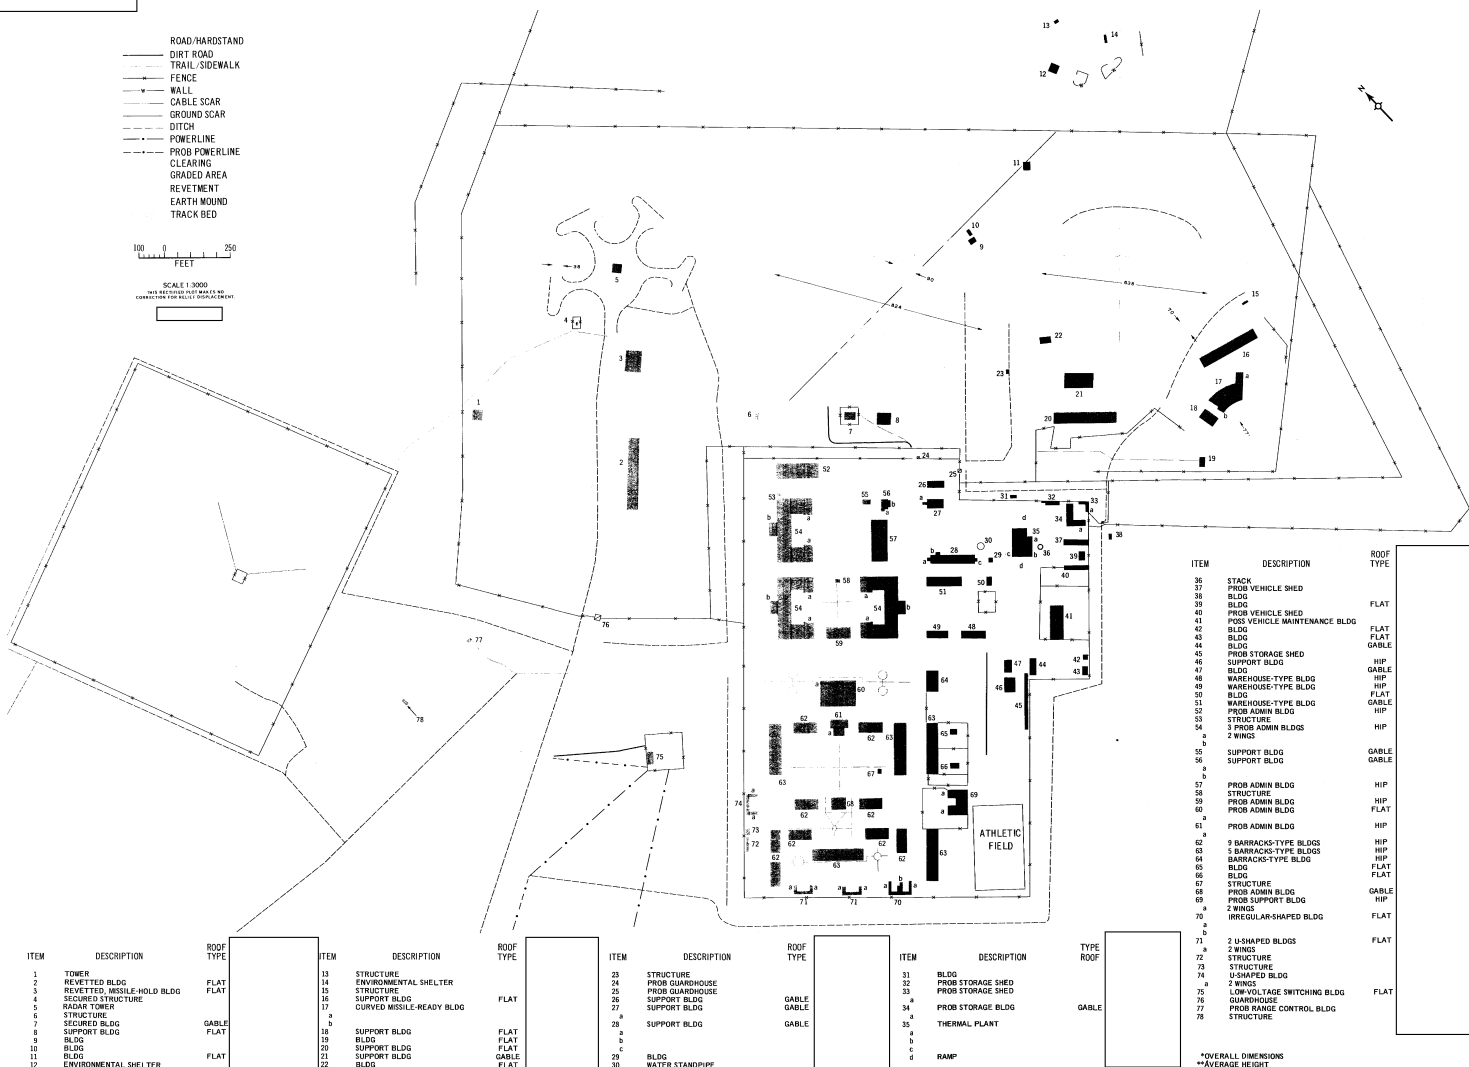 ROAD/HARDSTAND
DIRT ROAD
TRAIL/SIDEWALK
FENCE
WALL
CABLE SCAR
GROUND SCAR
DITCH
POWERLINE
PROB POWERLINE
CLEARING
GRADED AREA
REVETMENT
EARTH MOUND
TRACK BED
100 0 250
FEET
SCALE 1:3000
THIS RECTIFIED PLOT MAKES NO
CORRECTION FOR RELIEF DISPLACEMENT.
N
ATHLETIC
FIELD
ITEM DESCRIPTION ROOF TYPE
1 TOWER
2 REVETTED BLDG FLAT
3 REVETTED, MISSILE-HOLD BLDG FLAT
4 SECURED STRUCTURE
5 RADAR TOWER
6 STRUCTURE
7 SECURED BLDG GABLE
8 SUPPORT BLDG FLAT
9 BLDG
10 BLDG
11 BLDG FLAT
12 ENVIRONMENTAL SHELTER
ITEM DESCRIPTION ROOF TYPE
13 STRUCTURE
14 ENVIRONMENTAL SHELTER
15 STRUCTURE
16 SUPPORT BLDG FLAT
17 CURVED MISSILE-READY BLDG
a
b
18 SUPPORT BLDG FLAT
19 BLDG FLAT
20 SUPPORT BLDG FLAT
21 SUPPORT BLDG GABLE
22 BLDG FLAT
ITEM DESCRIPTION ROOF TYPE
23 STRUCTURE
24 PROB GUARDHOUSE
25 PROB GUARDHOUSE
26 SUPPORT BLDG GABLE
27 SUPPORT BLDG GABLE
a
28 SUPPORT BLDG GABLE
a
b
c
29 BLDG
30 WATER STANDPIPE
ITEM DESCRIPTION TYPE ROOF
31 BLDG
32 PROB STORAGE SHED
33 PROB STORAGE SHED
a
34 PROB STORAGE BLDG GABLE
a
35 THERMAL PLANT
a
b
c
d RAMP
ITEM DESCRIPTION ROOF TYPE
36 STACK
37 PROB VEHICLE SHED
38 BLDG
39 BLDG FLAT
40 PROB VEHICLE SHED
41 POSS VEHICLE MAINTENANCE BLDG
42 BLDG FLAT
43 BLDG FLAT
44 BLDG GABLE
45 PROB STORAGE SHED
46 SUPPORT BLDG HIP
47 BLDG GABLE
48 WAREHOUSE-TYPE BLDG HIP
49 WAREHOUSE-TYPE BLDG HIP
50 BLDG FLAT
51 WAREHOUSE-TYPE BLDG GABLE
52 PROB ADMIN BLDG HIP
53 STRUCTURE
54 3 PROB ADMIN BLDGS HIP
a 2 WINGS
b
55 SUPPORT BLDG GABLE
56 SUPPORT BLDG GABLE
a
b
57 PROB ADMIN BLDG HIP
58 STRUCTURE
59 PROB ADMIN BLDG HIP
60 PROB ADMIN BLDG FLAT
a
61 PROB ADMIN BLDG HIP
a
62 9 BARRACKS-TYPE BLDGS HIP
63 5 BARRACKS-TYPE BLDGS HIP
64 BARRACKS-TYPE BLDG HIP
65 BLDG FLAT
66 BLDG FLAT
67 STRUCTURE
68 PROB ADMIN BLDG GABLE
69 PROB SUPPORT BLDG HIP
a 2 WINGS
70 IRREGULAR-SHAPED BLDG FLAT
a
b
71 2 U-SHAPED BLDGS FLAT
a 2 WINGS
72 STRUCTURE
73 STRUCTURE
74 U-SHAPED BLDG
a 2 WINGS
75 LOW-VOLTAGE SWITCHING BLDG FLAT
76 GUARDHOUSE
77 PROB RANGE CONTROL BLDG
78 STRUCTURE
*OVERALL DIMENSIONS
**AVERAGE HEIGHT